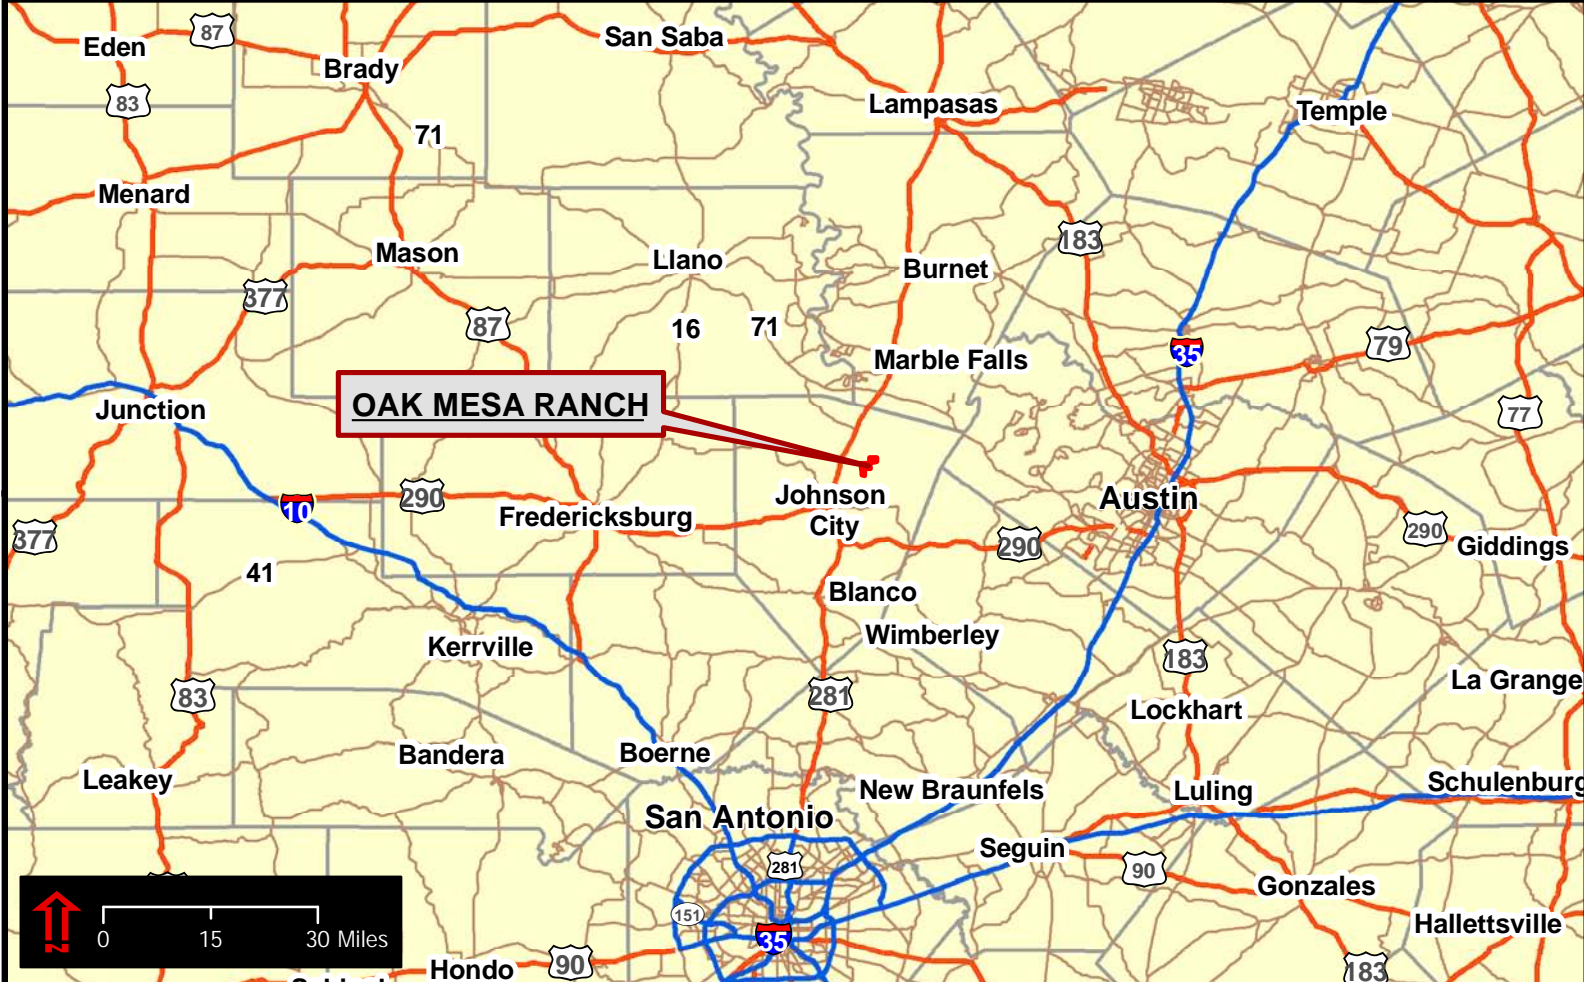 87
Eden
San Saba
Brady
83
Lampasas
Temple
71
Menard
183
Mason
Llano
Burnet
377
87
16
71
35
79
Marble Falls
OAK MESA RANCH
Junction
77
290
10
Johnson
City
Austin
Fredericksburg
377
290
290
Giddings
41
Blanco
Wimberley
Kerrville
183
La Grange
83
281
Lockhart
Bandera
Boerne
Leakey
New Braunfels
Luling
Schulenburg
San Antonio
Seguin
281
90
Gonzales
151
Hallettsville
35
N
0
15
30 Miles
Hondo
90
183